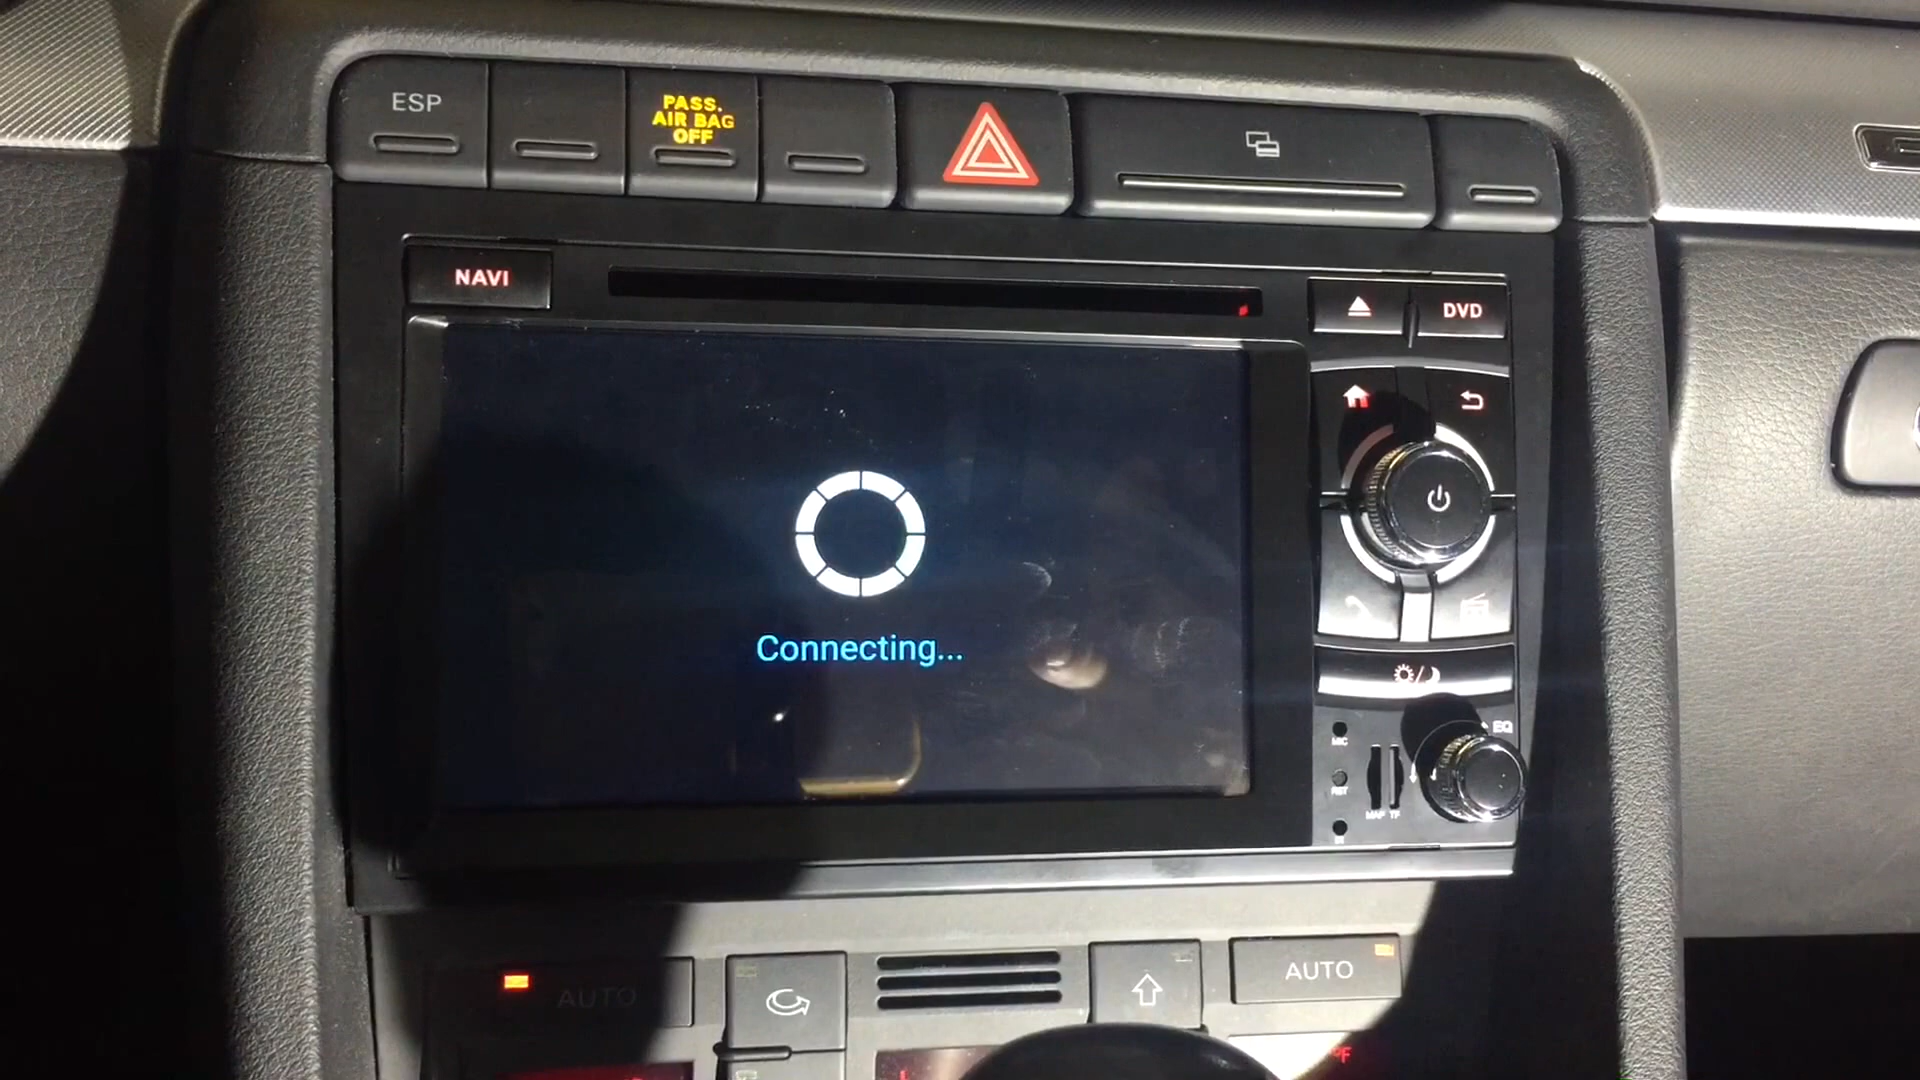 ESP
PASS.
AIR BAG
OFF
NAVI
DVD
Connecting...
EQ
MIC
RST
MAP TF
AUTO
AUTO